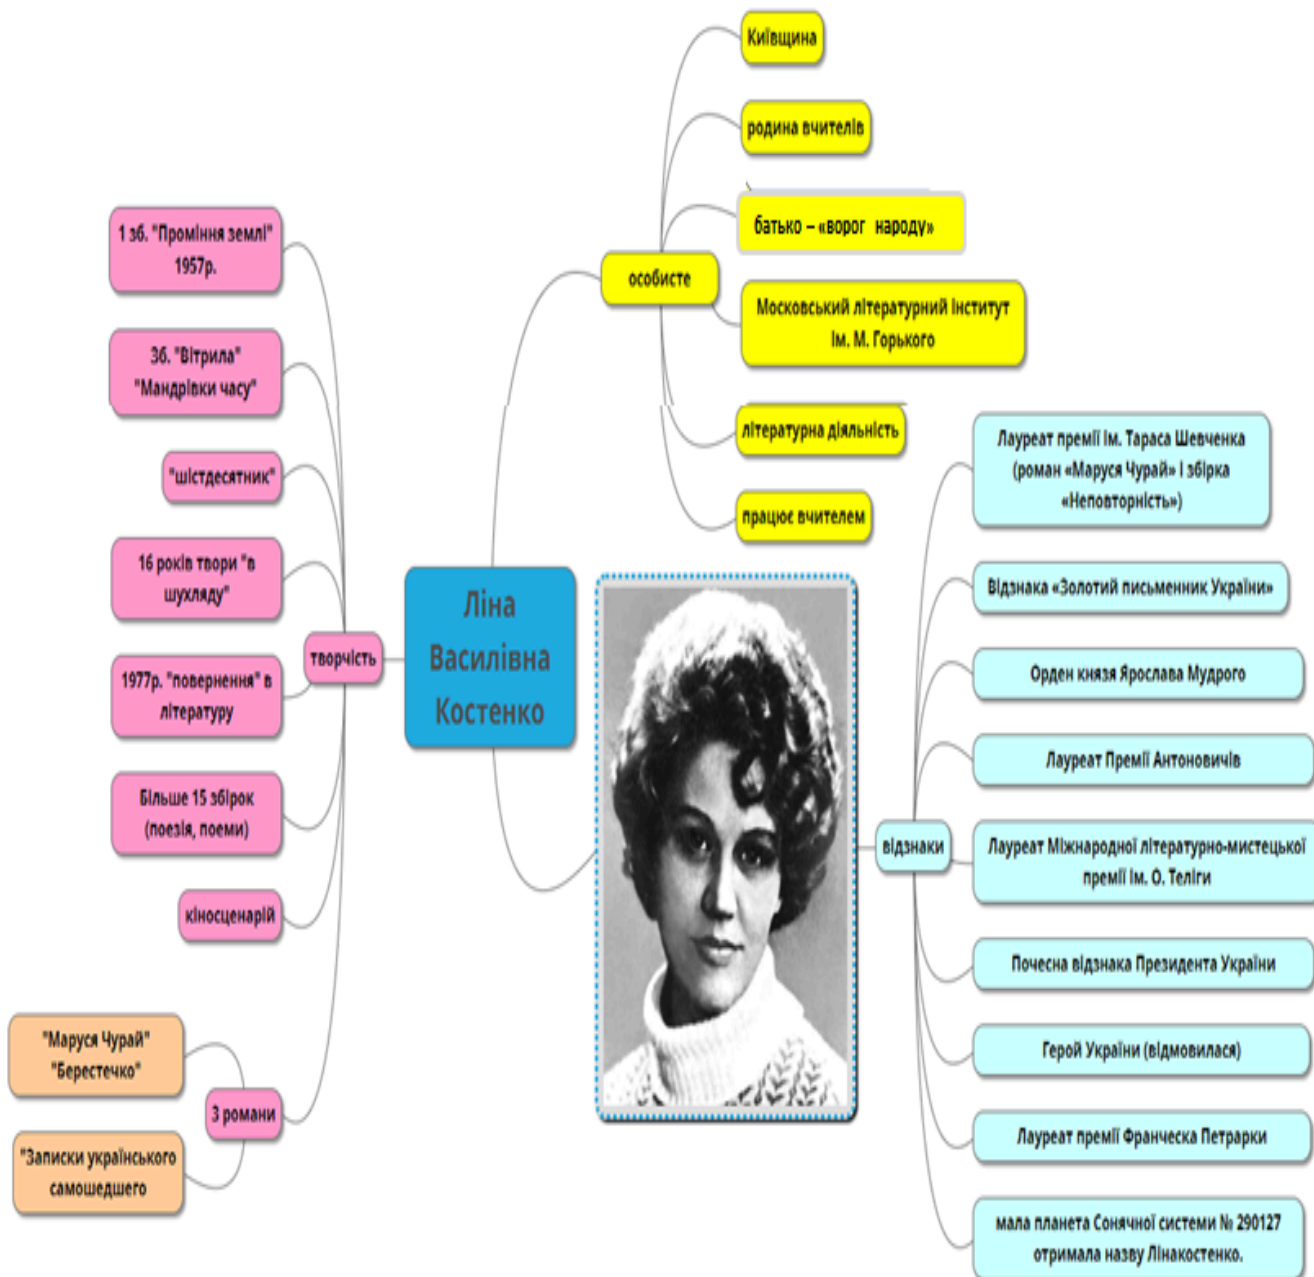 Ліна
Василівна
Костенко
особисте
Київщина
родина вчителів
батько – «ворог народу»
Московський літературний інститут
ім. М. Горького
літературна діяльність
працює вчителем
творчість
1 зб. "Проміння землі"
1957р.
Зб. "Вітрила"
"Мандрівки часу"
"шістдесятник"
16 років твори "в
шухляду"
1977р. "повернення" в
літературу
Більше 15 збірок
(поезія, поеми)
кіносценарій
3 романи
"Маруся Чурай"
"Берестечко"
"Записки українського
самошедшего
відзнаки
Лауреат премії ім. Тараса Шевченка
(роман «Маруся Чурай» і збірка
«Неповторність»)
Відзнака «Золотий письменник України»
Орден князя Ярослава Мудрого
Лауреат Премії Антоновичів
Лауреат Міжнародної літературно-мистецької
премії ім. О. Теліги
Почесна відзнака Президента України
Герой України (відмовилася)
Лауреат премії Франческа Петрарки
мала планета Сонячної системи № 290127
отримала назву Лінакостенко.